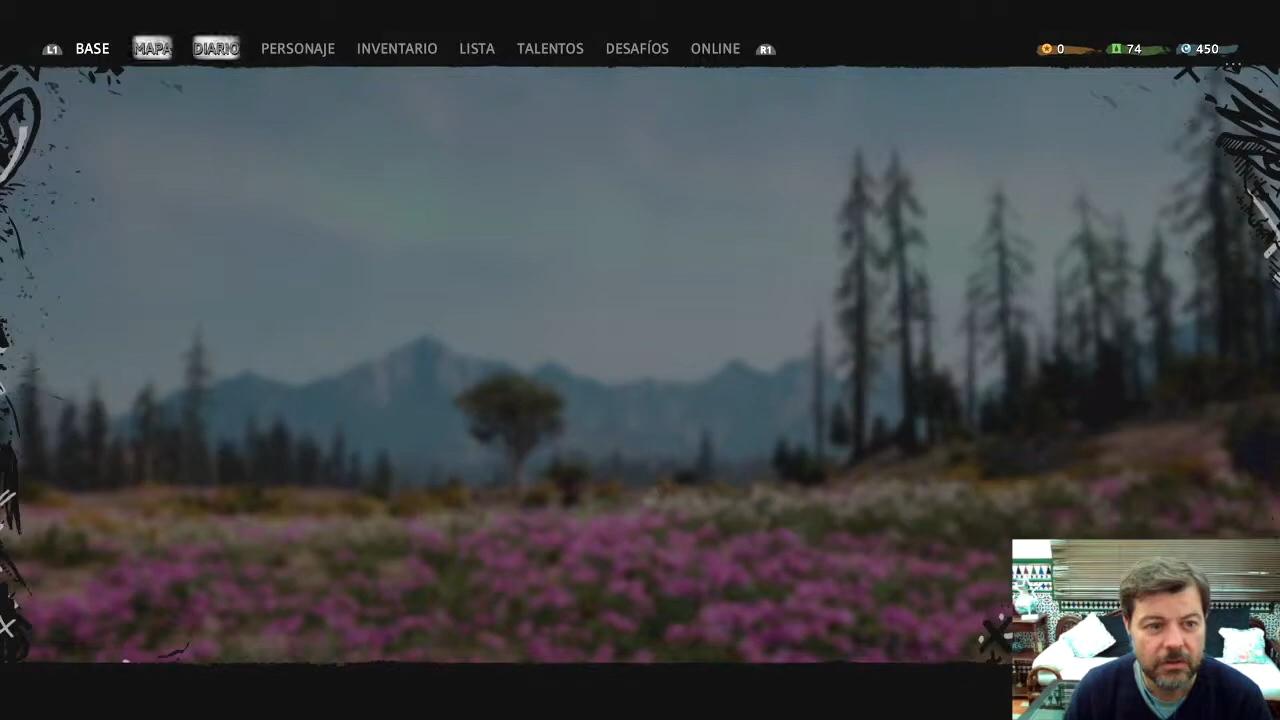 L1 BASE MAPA DIARIO PERSONAJE INVENTARIO LISTA TALENTOS DESAFÍOS ONLINE R1 0 74 450